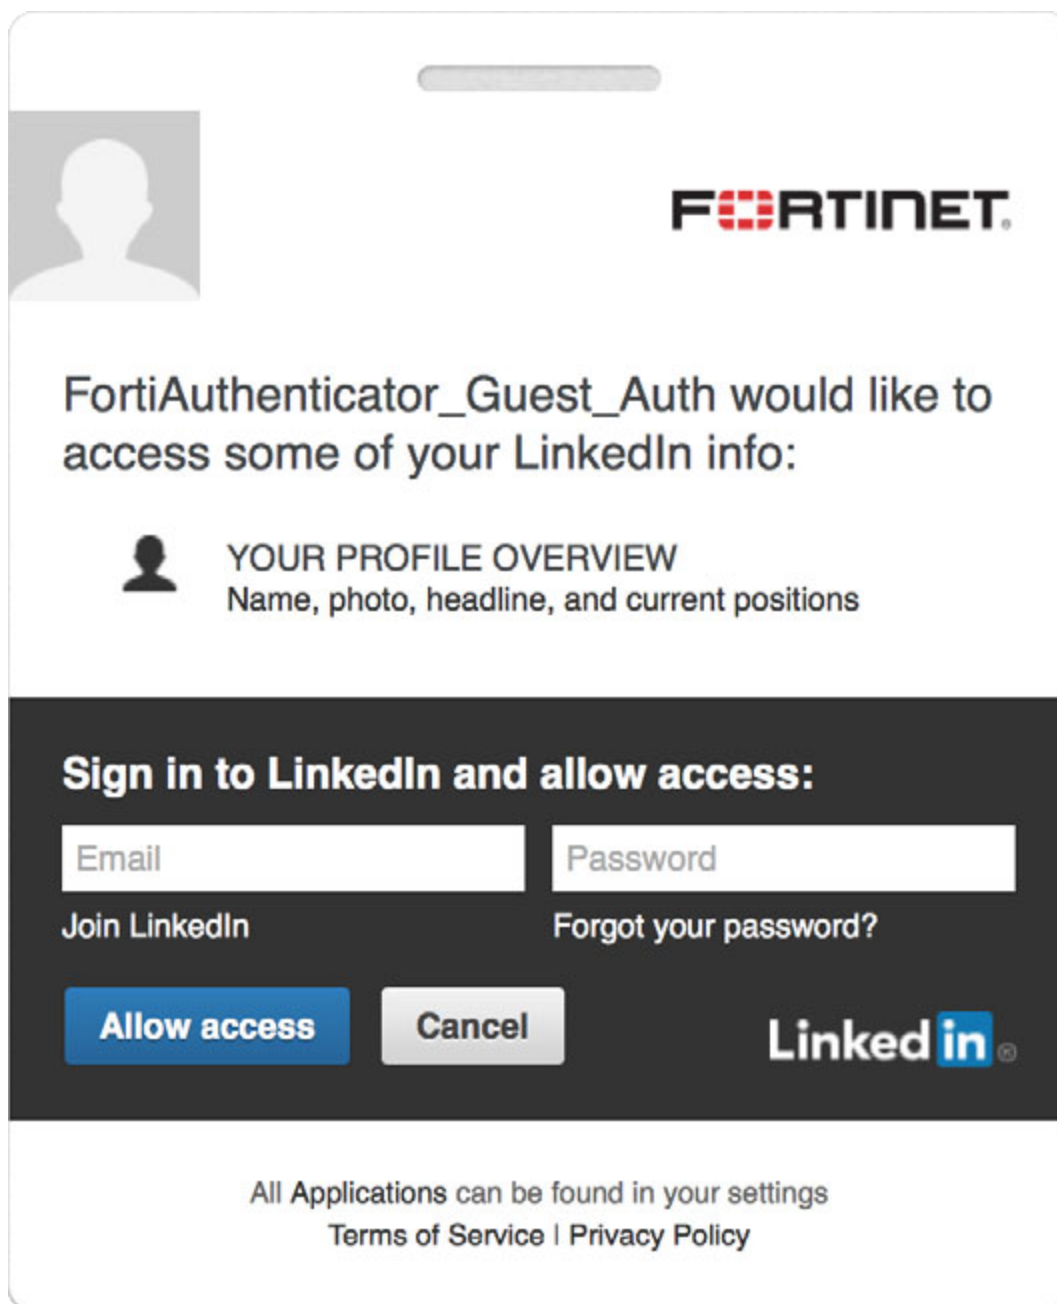 FORTINET
FortiAuthenticator_Guest_Auth would like to
access some of your LinkedIn info:
YOUR PROFILE OVERVIEW
Name, photo, headline, and current positions
Sign in to LinkedIn and allow access:
Email Password
Join LinkedIn Forgot your password?
Allow access Cancel Linked in ®
All Applications can be found in your settings
Terms of Service | Privacy Policy